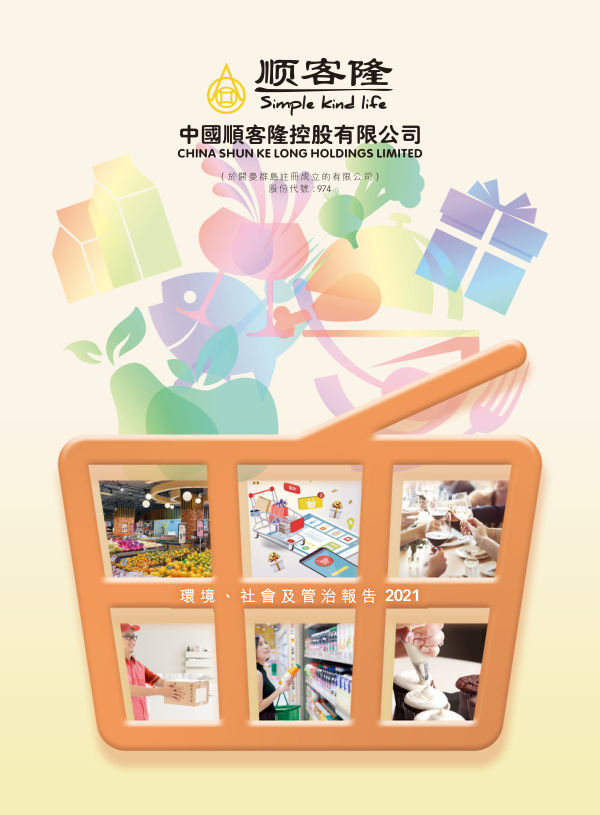 顺客隆
Simple kind life
中國順客隆控股有限公司
CHINA SHUN KE LONG HOLDINGS LIMITED
（於開曼群島註冊成立的有限公司）
股份代號 : 974
環境、社會及管治報告 2021